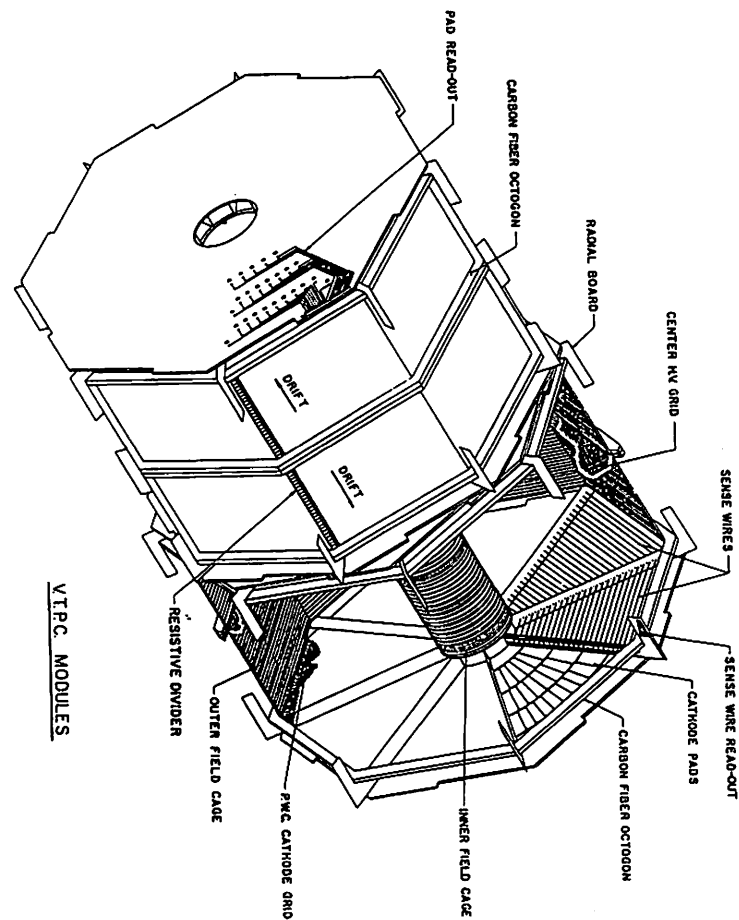 PAD READ-OUT
CARBON FIBER OCTOGON
RADIAL BOARD
CENTER H.V GRID
SENSE WIRES
SENSE WIRE READ-OUT
CATHODE PADS
CARBON FIBER OCTOGON
INNER FIELD CAGE
P.W.C CATHODE GRID
OUTER FIELD CAGE
RESISTIVE DIVIDER
DRIFT
DRIFT
V.T.P.C. MODULES